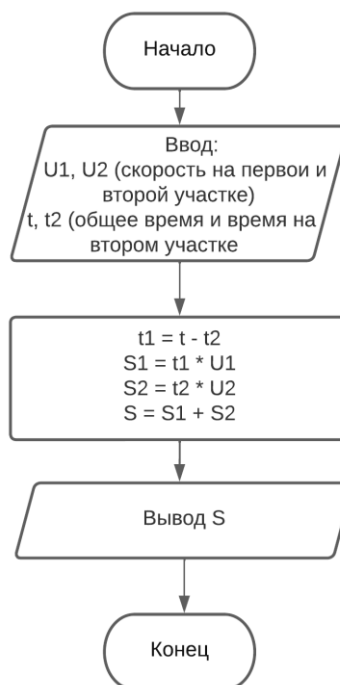 Начало
Ввод:
U1, U2 (скорость на первои и
второй участке)
t, t2 (общее время и время на
втором участке
t1 = t - t2
S1 = t1 * U1
S2 = t2 * U2
S = S1 + S2
Вывод S
Конец